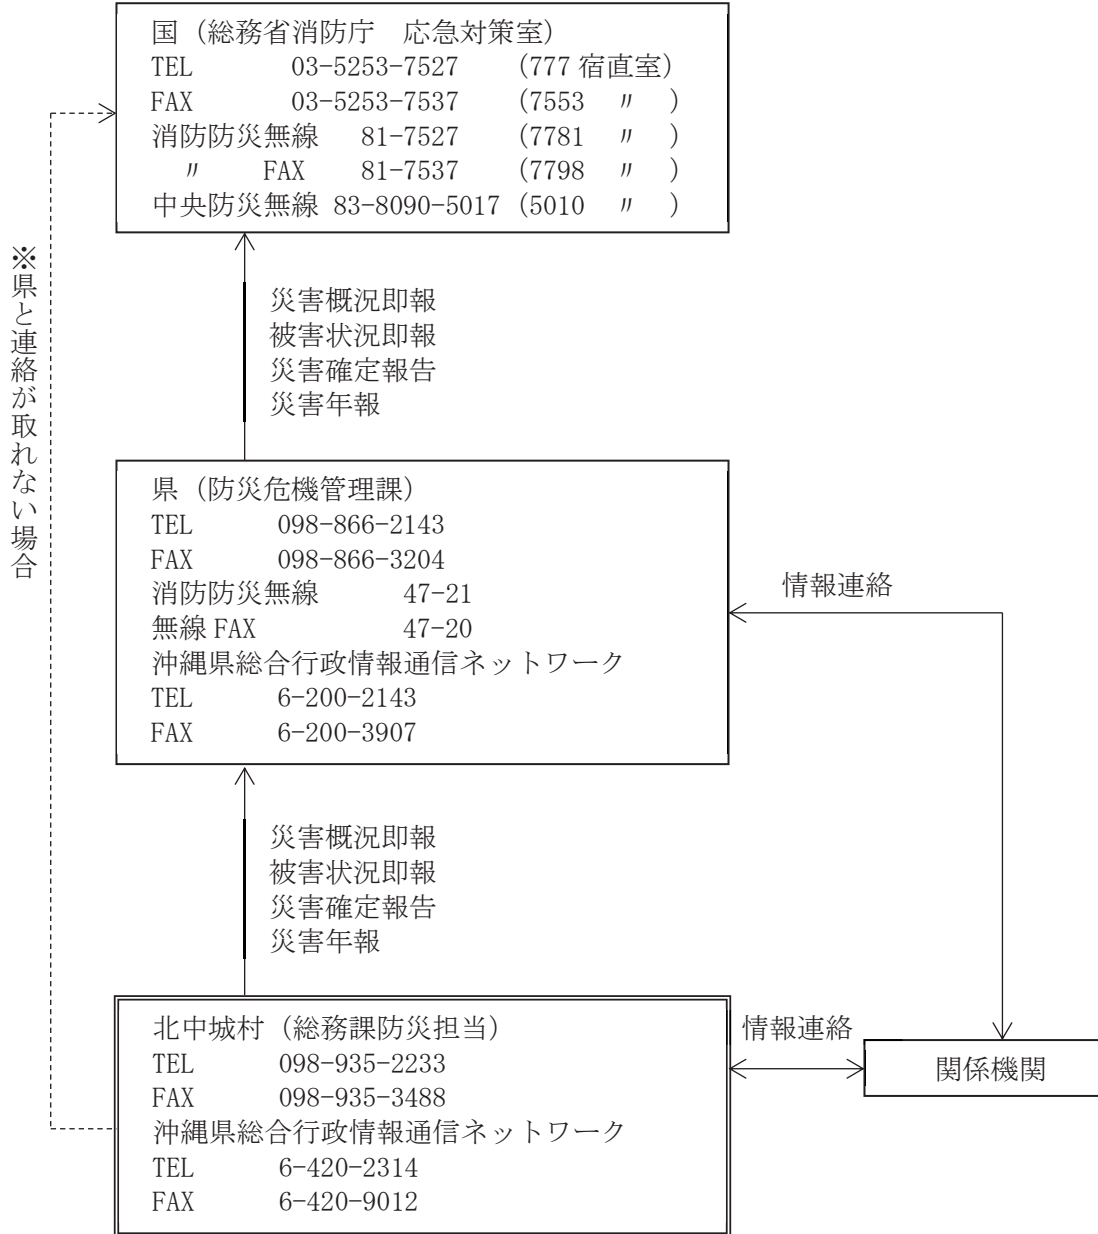 国（総務省消防庁　応急対策室）
TEL 03-5253-7527 （777 宿直室）
FAX 03-5253-7537 （7553 〃 ）
消防防災無線 81-7527 （7781 〃 ）
〃 FAX 81-7537 （7798 〃 ）
中央防災無線 83-8090-5017（5010 〃 ）
※県と連絡が取れない場合
災害概況即報
被害状況即報
災害確定報告
災害年報
県（防災危機管理課）
TEL 098-866-2143
FAX 098-866-3204
消防防災無線 47-21
無線 FAX 47-20
沖縄県総合行政情報通信ネットワーク
TEL 6-200-2143
FAX 6-200-3907
情報連絡
災害概況即報
被害状況即報
災害確定報告
災害年報
北中城村（総務課防災担当）
TEL 098-935-2233
FAX 098-935-3488
沖縄県総合行政情報通信ネットワーク
TEL 6-420-2314
FAX 6-420-9012
情報連絡
関係機関